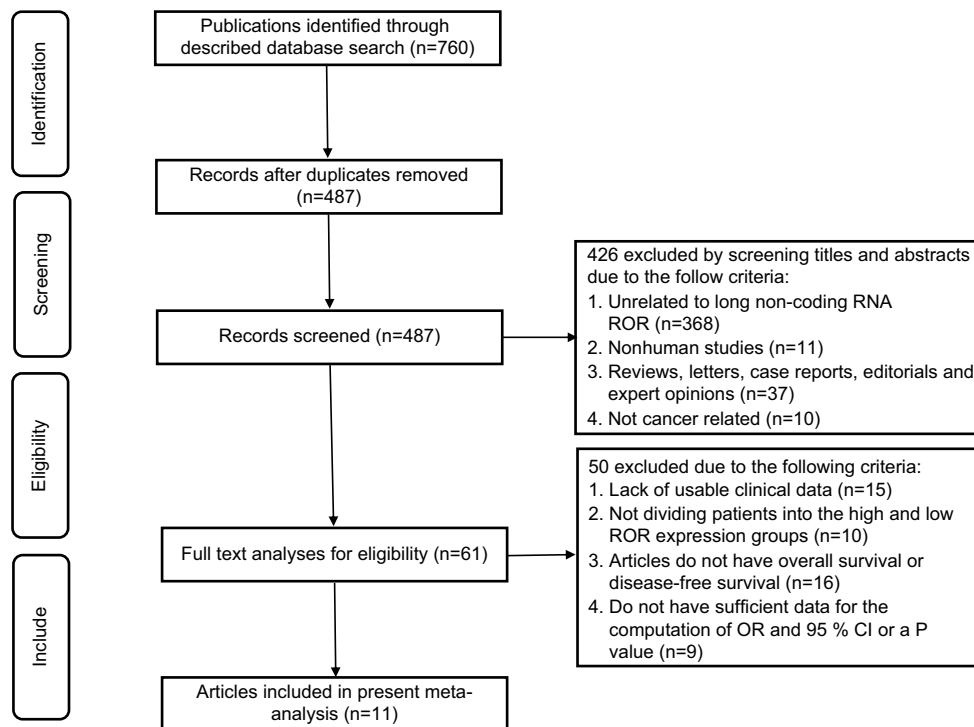 Identification
Screening
Eligibility
Include
Publications identified through
described database search (n=760)
Records after duplicates removed
(n=487)
Records screened (n=487)
426 excluded by screening titles and abstracts
due to the follow criteria:
1. Unrelated to long non-coding RNA
ROR (n=368)
2. Nonhuman studies (n=11)
3. Reviews, letters, case reports, editorials and
expert opinions (n=37)
4. Not cancer related (n=10)
Full text analyses for eligibility (n=61)
50 excluded due to the following criteria:
1. Lack of usable clinical data (n=15)
2. Not dividing patients into the high and low
ROR expression groups (n=10)
3. Articles do not have overall survival or
disease-free survival (n=16)
4. Do not have sufficient data for the
computation of OR and 95 % CI or a P
value (n=9)
Articles included in present meta-
analysis (n=11)